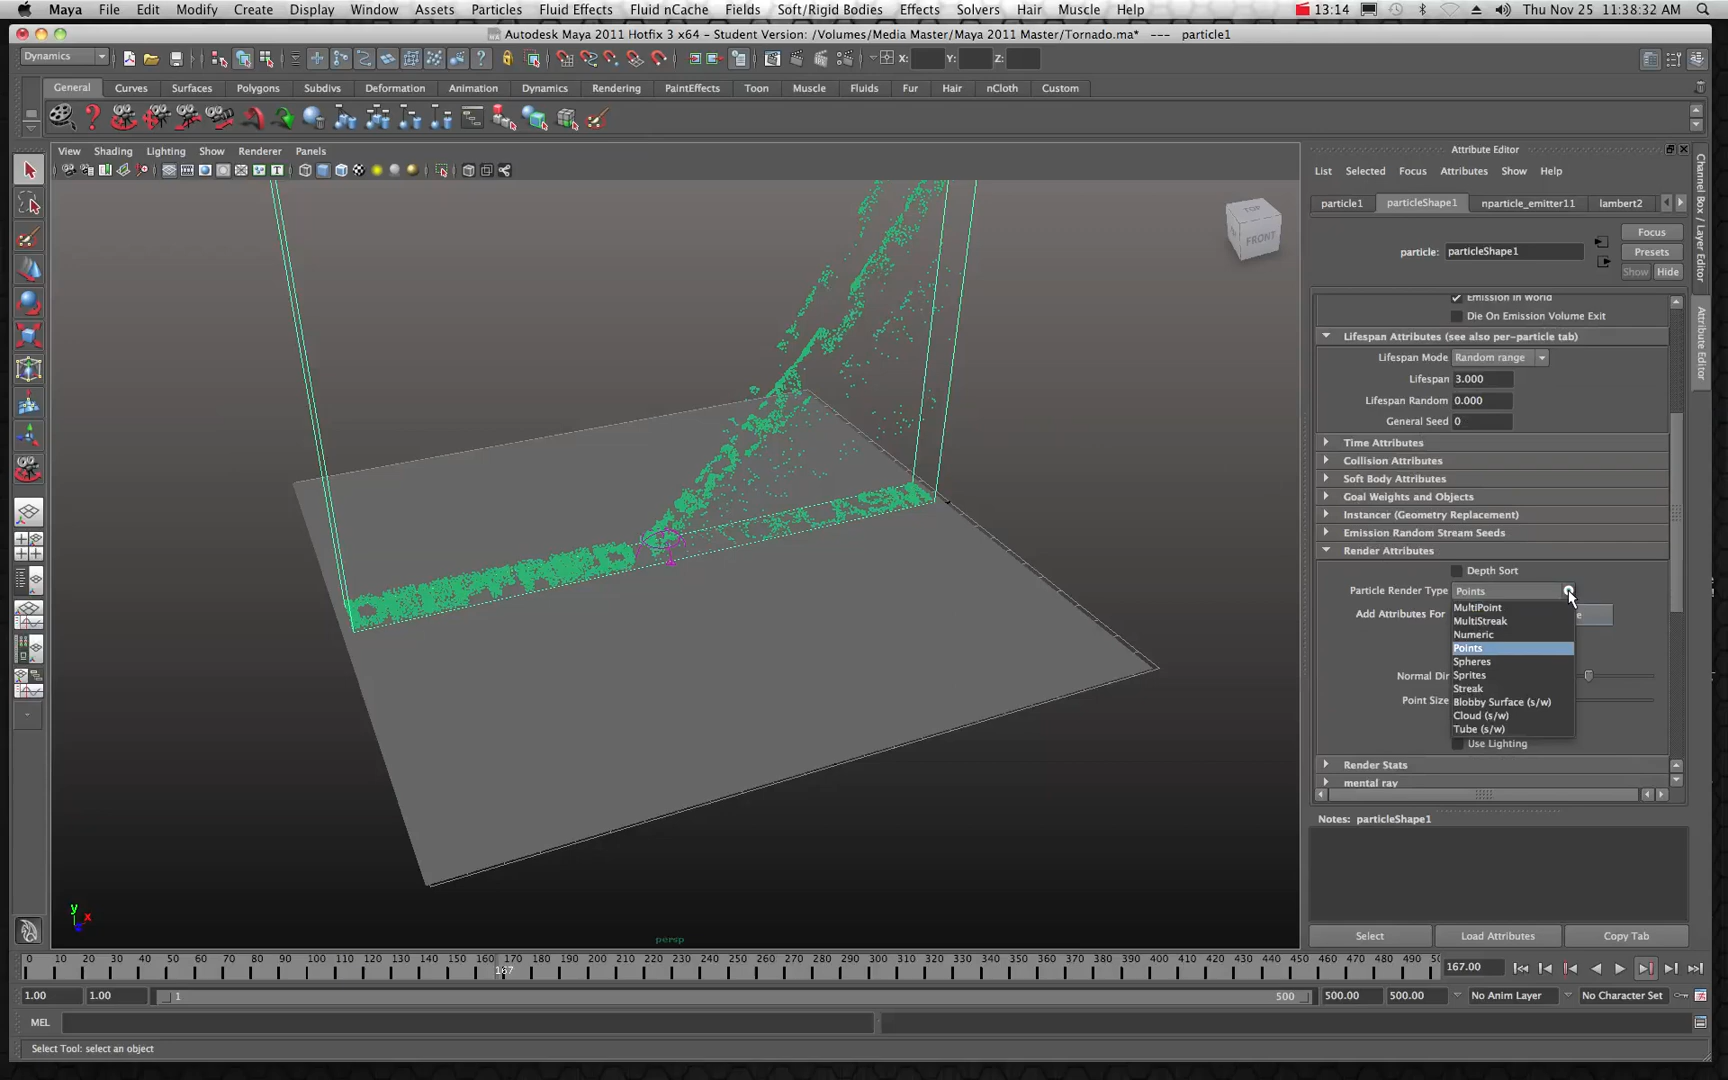 Maya File Edit Modify Create Display Window Assets Particles Fluid Effects Fluid nCache Fields Soft/Rigid Bodies Effects Solvers Hair Muscle Help 13:14 Thu Nov 25 11:38:32 AM
Autodesk Maya 2011 Hotfix 3 x64 - Student Version: /Volumes/Media Master/Maya 2011 Master/Tornado.ma* --- particle1
Dynamics X: Y: Z:
General Curves Surfaces Polygons Subdivs Deformation Animation Dynamics Rendering PaintEffects Toon Muscle Fluids Fur Hair nCloth Custom
View Shading Lighting Show Renderer Panels
TOP
FRONT
persp
Attribute Editor
List Selected Focus Attributes Show Help
particle1 particleShape1 nparticle_emitter11 lambert2
Focus
particle: particleShape1 Presets
Show Hide
Emission In World
Die On Emission Volume Exit
Lifespan Attributes (see also per-particle tab)
Lifespan Mode Random range
Lifespan 3.000
Lifespan Random 0.000
General Seed 0
Time Attributes
Collision Attributes
Soft Body Attributes
Goal Weights and Objects
Instancer (Geometry Replacement)
Emission Random Stream Seeds
Render Attributes
Depth Sort
Particle Render Type Points
Add Attributes For
MultiPoint
MultiStreak
Numeric
Points
Spheres
Sprites
Streak
Blobby Surface (s/w)
Cloud (s/w)
Tube (s/w)
Normal Dir
Point Size
Use Lighting
Render Stats
mental ray
Notes: particleShape1
Select Load Attributes Copy Tab
Channel Box / Layer Editor
Attribute Editor
y
x
0 10 20 30 40 50 60 70 80 90 100 110 120 130 140 150 160 170 180 190 200 210 220 230 240 250 260 270 280 290 300 310 320 330 340 350 360 370 380 390 400 410 420 430 440 450 460 470 480 490 50
167
167.00
1.00 1.00 1 500 500.00 500.00 No Anim Layer No Character Set
MEL
Select Tool: select an object